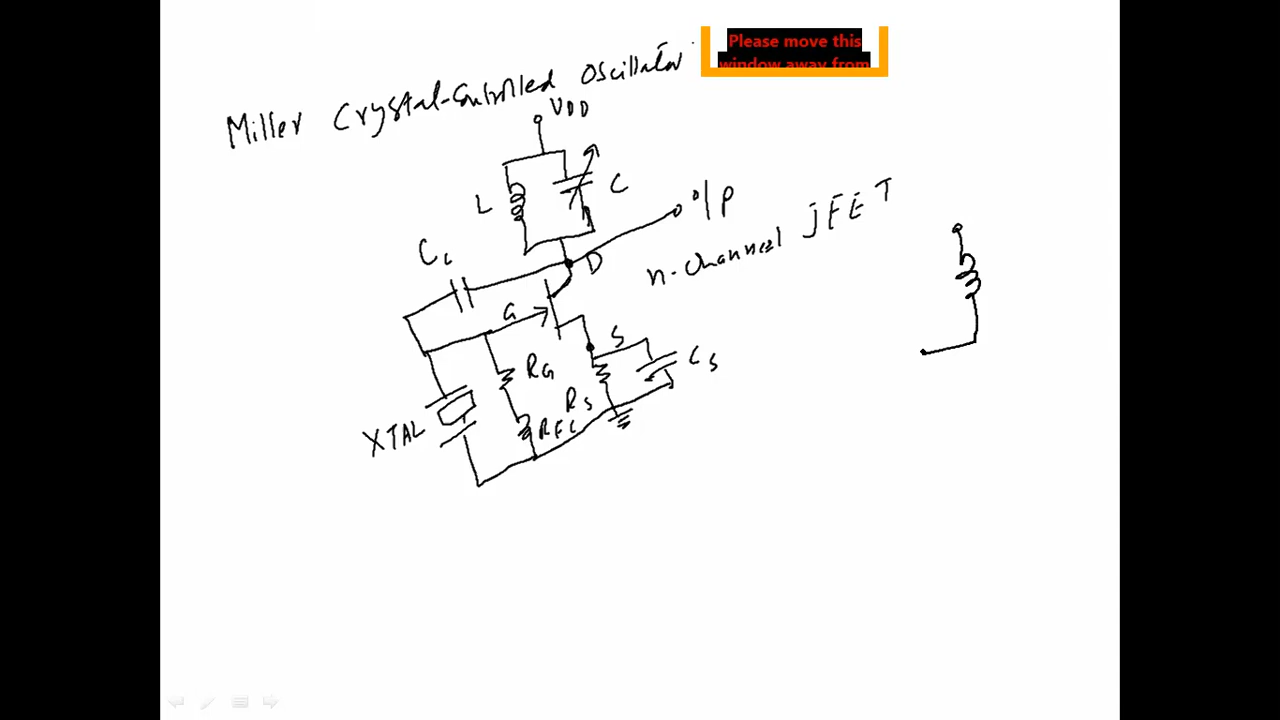 Please move this
window away from
Miller Crystal-Controlled Oscillator
VDD
L
C
o/p
n-channel JFET
Cc
D
G
S
RG
RS
CS
XTAL
RFC